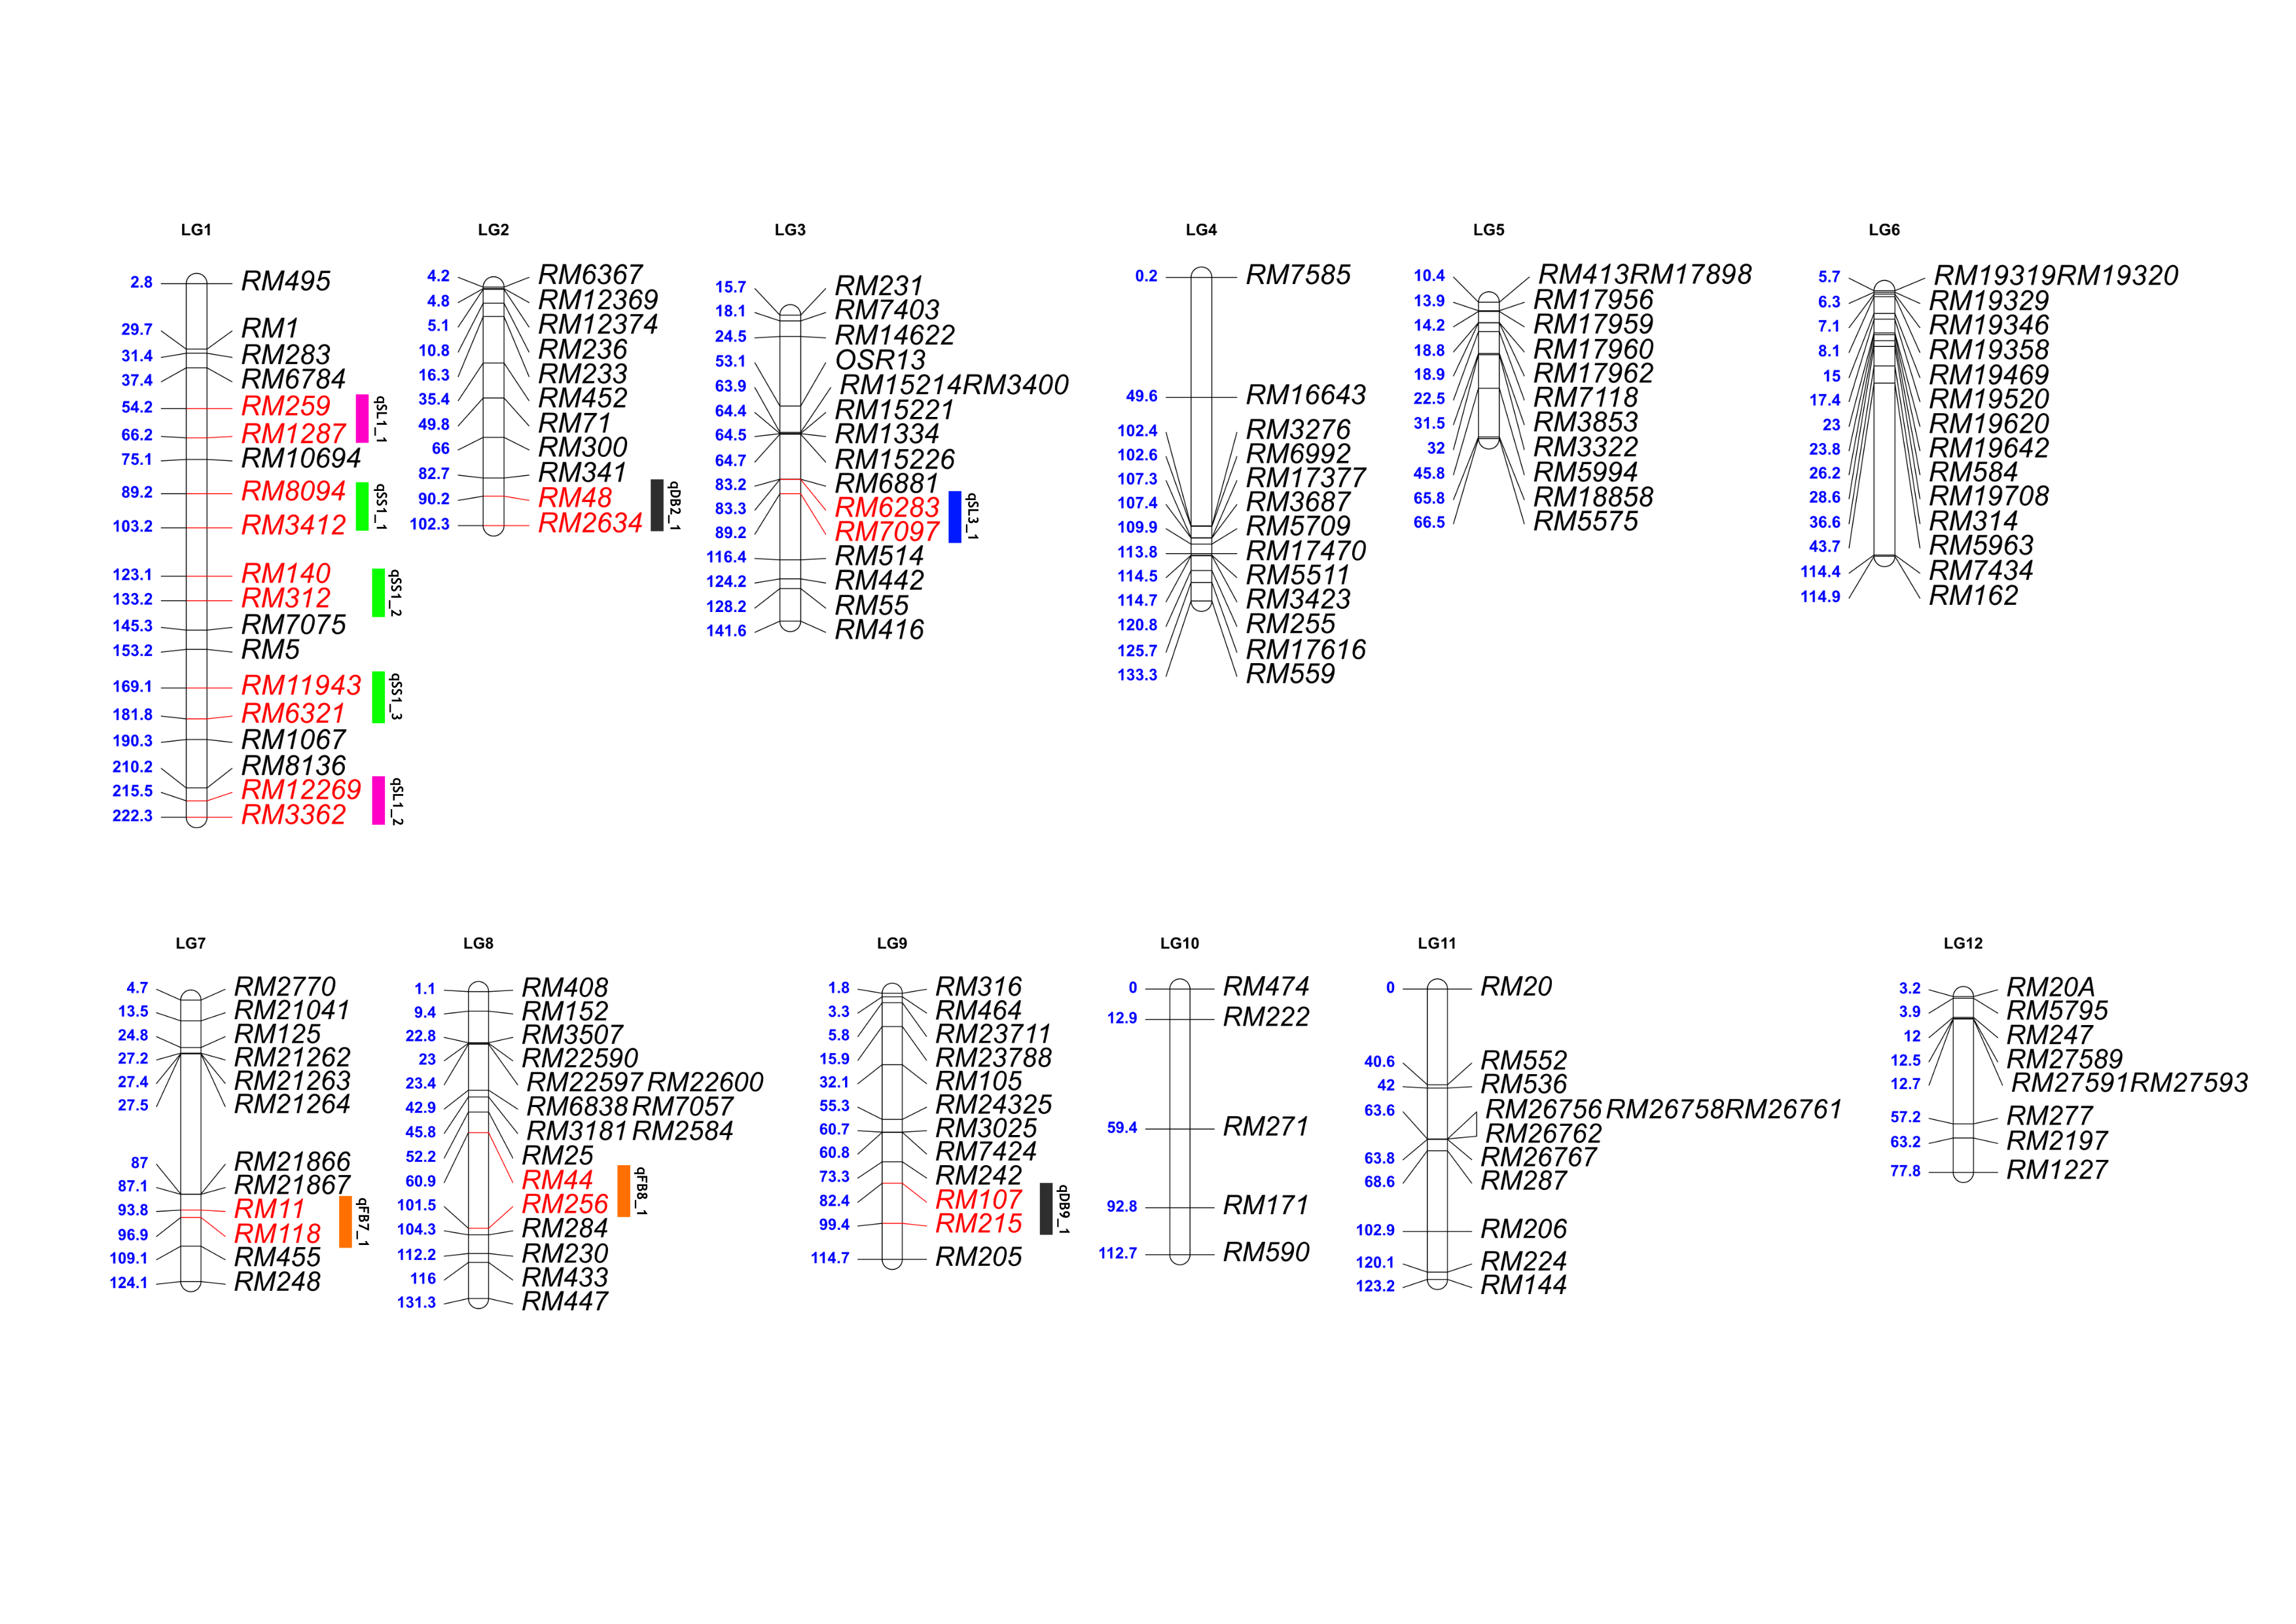 LG1
2.8 RM495
29.7 RM1
31.4 RM283
37.4 RM6784
54.2 RM259
66.2 RM1287
75.1 RM10694
89.2 RM8094
103.2 RM3412
123.1 RM140
133.2 RM312
145.3 RM7075
153.2 RM5
169.1 RM11943
181.8 RM6321
190.3 RM1067
210.2 RM8136
215.5 RM12269
222.3 RM3362
qSL1_1
qSS1_1
qSS1_2
qSS1_3
qSL1_2
LG2
4.2 RM6367
4.8 RM12369
5.1 RM12374
10.8 RM236
16.3 RM233
35.4 RM452
49.8 RM71
66 RM300
82.7 RM341
90.2 RM48
102.3 RM2634
qDB2_1
LG3
15.7 RM231
18.1 RM7403
24.5 RM14622
53.1 OSR13
63.9 RM15214RM3400
64.4 RM15221
64.5 RM1334
64.7 RM15226
83.2 RM6881
83.3 RM6283
89.2 RM7097
116.4 RM514
124.2 RM442
128.2 RM55
141.6 RM416
qSL3_1
LG4
0.2 RM7585
49.6 RM16643
102.4 RM3276
102.6 RM6992
107.3 RM17377
107.4 RM3687
109.9 RM5709
113.8 RM17470
114.5 RM5511
114.7 RM3423
120.8 RM255
125.7 RM17616
133.3 RM559
LG5
10.4 RM413RM17898
13.9 RM17956
14.2 RM17959
18.8 RM17960
18.9 RM17962
22.5 RM7118
31.5 RM3853
32 RM3322
45.8 RM5994
65.8 RM18858
66.5 RM5575
LG6
5.7 RM19319RM19320
6.3 RM19329
7.1 RM19346
8.1 RM19358
15 RM19469
17.4 RM19520
23 RM19620
23.8 RM19642
26.2 RM584
28.6 RM19708
36.6 RM314
43.7 RM5963
114.4 RM7434
114.9 RM162
LG7
4.7 RM2770
13.5 RM21041
24.8 RM125
27.2 RM21262
27.4 RM21263
27.5 RM21264
87 RM21866
87.1 RM21867
93.8 RM11
96.9 RM118
109.1 RM455
124.1 RM248
qFB7_1
LG8
1.1 RM408
9.4 RM152
22.8 RM3507
23 RM22590
23.4 RM22597 RM22600
42.9 RM6838 RM7057
45.8 RM3181 RM2584
52.2 RM25
60.9 RM44
101.5 RM256
104.3 RM284
112.2 RM230
116 RM433
131.3 RM447
qFB8_1
LG9
1.8 RM316
3.3 RM464
5.8 RM23711
15.9 RM23788
32.1 RM105
55.3 RM24325
60.7 RM3025
60.8 RM7424
73.3 RM242
82.4 RM107
99.4 RM215
114.7 RM205
qDB9_1
LG10
0 RM474
12.9 RM222
59.4 RM271
92.8 RM171
112.7 RM590
LG11
0 RM20
40.6 RM552
42 RM536
63.6 RM26756 RM26758RM26761
RM26762
63.8 RM26767
68.6 RM287
102.9 RM206
120.1 RM224
123.2 RM144
LG12
3.2 RM20A
3.9 RM5795
12 RM247
12.5 RM27589
12.7 RM27591RM27593
57.2 RM277
63.2 RM2197
77.8 RM1227